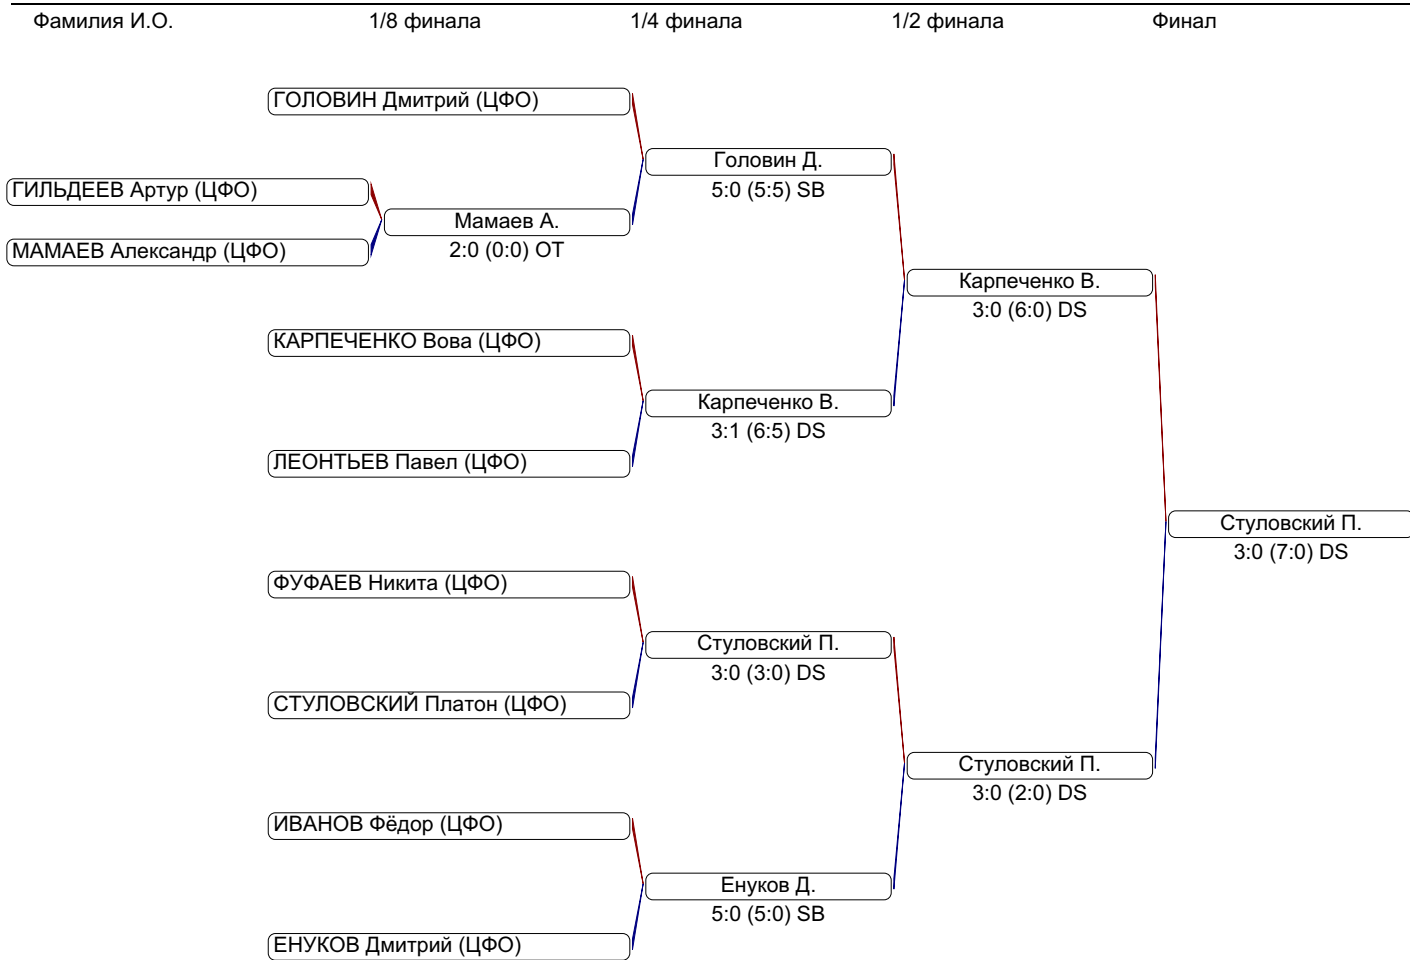 Фамилия И.О. 1/8 финала 1/4 финала 1/2 финала Финал
ГОЛОВИН Дмитрий (ЦФО)
Головин Д.
5:0 (5:5) SB
ГИЛЬДЕЕВ Артур (ЦФО)
Мамаев А.
МАМАЕВ Александр (ЦФО)
2:0 (0:0) OT
Карпеченко В.
3:0 (6:0) DS
КАРПЕЧЕНКО Вова (ЦФО)
Карпеченко В.
3:1 (6:5) DS
ЛЕОНТЬЕВ Павел (ЦФО)
Стуловский П.
3:0 (7:0) DS
ФУФАЕВ Никита (ЦФО)
Стуловский П.
3:0 (3:0) DS
СТУЛОВСКИЙ Платон (ЦФО)
Стуловский П.
3:0 (2:0) DS
ИВАНОВ Фёдор (ЦФО)
Енуков Д.
5:0 (5:0) SB
ЕНУКОВ Дмитрий (ЦФО)